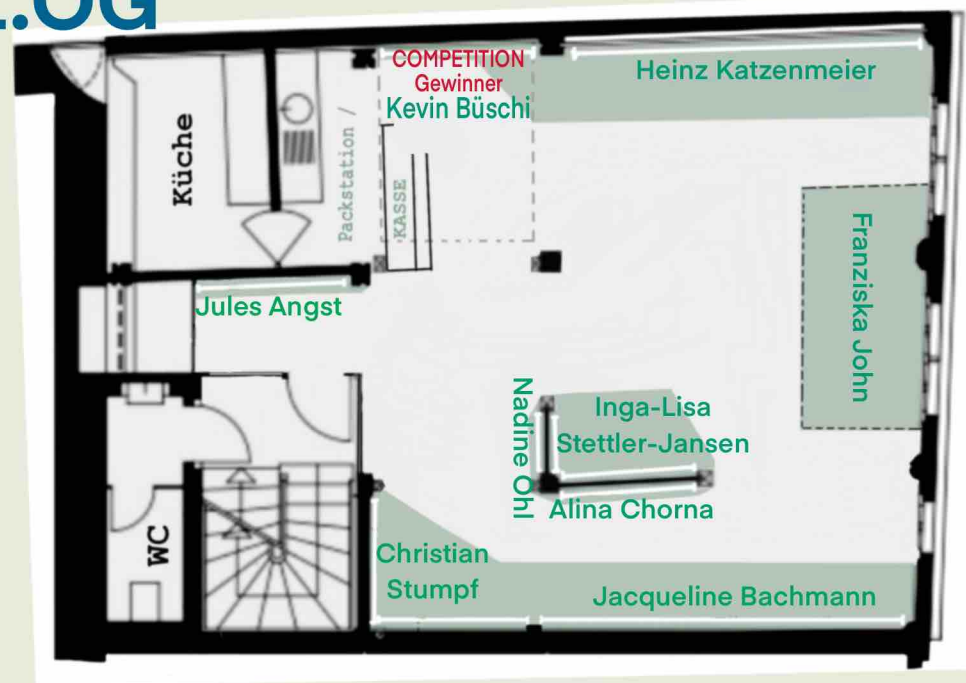 .OG
COMPETITION
Gewinner
Kevin Büschi
Heinz Katzenmeier
Küche
Packstation /
KASSE
Franziska John
Jules Angst
Nadine Ohl
Inga-Lisa
Stettler-Jansen
Alina Chorna
WC
Christian
Stumpf
Jacqueline Bachmann